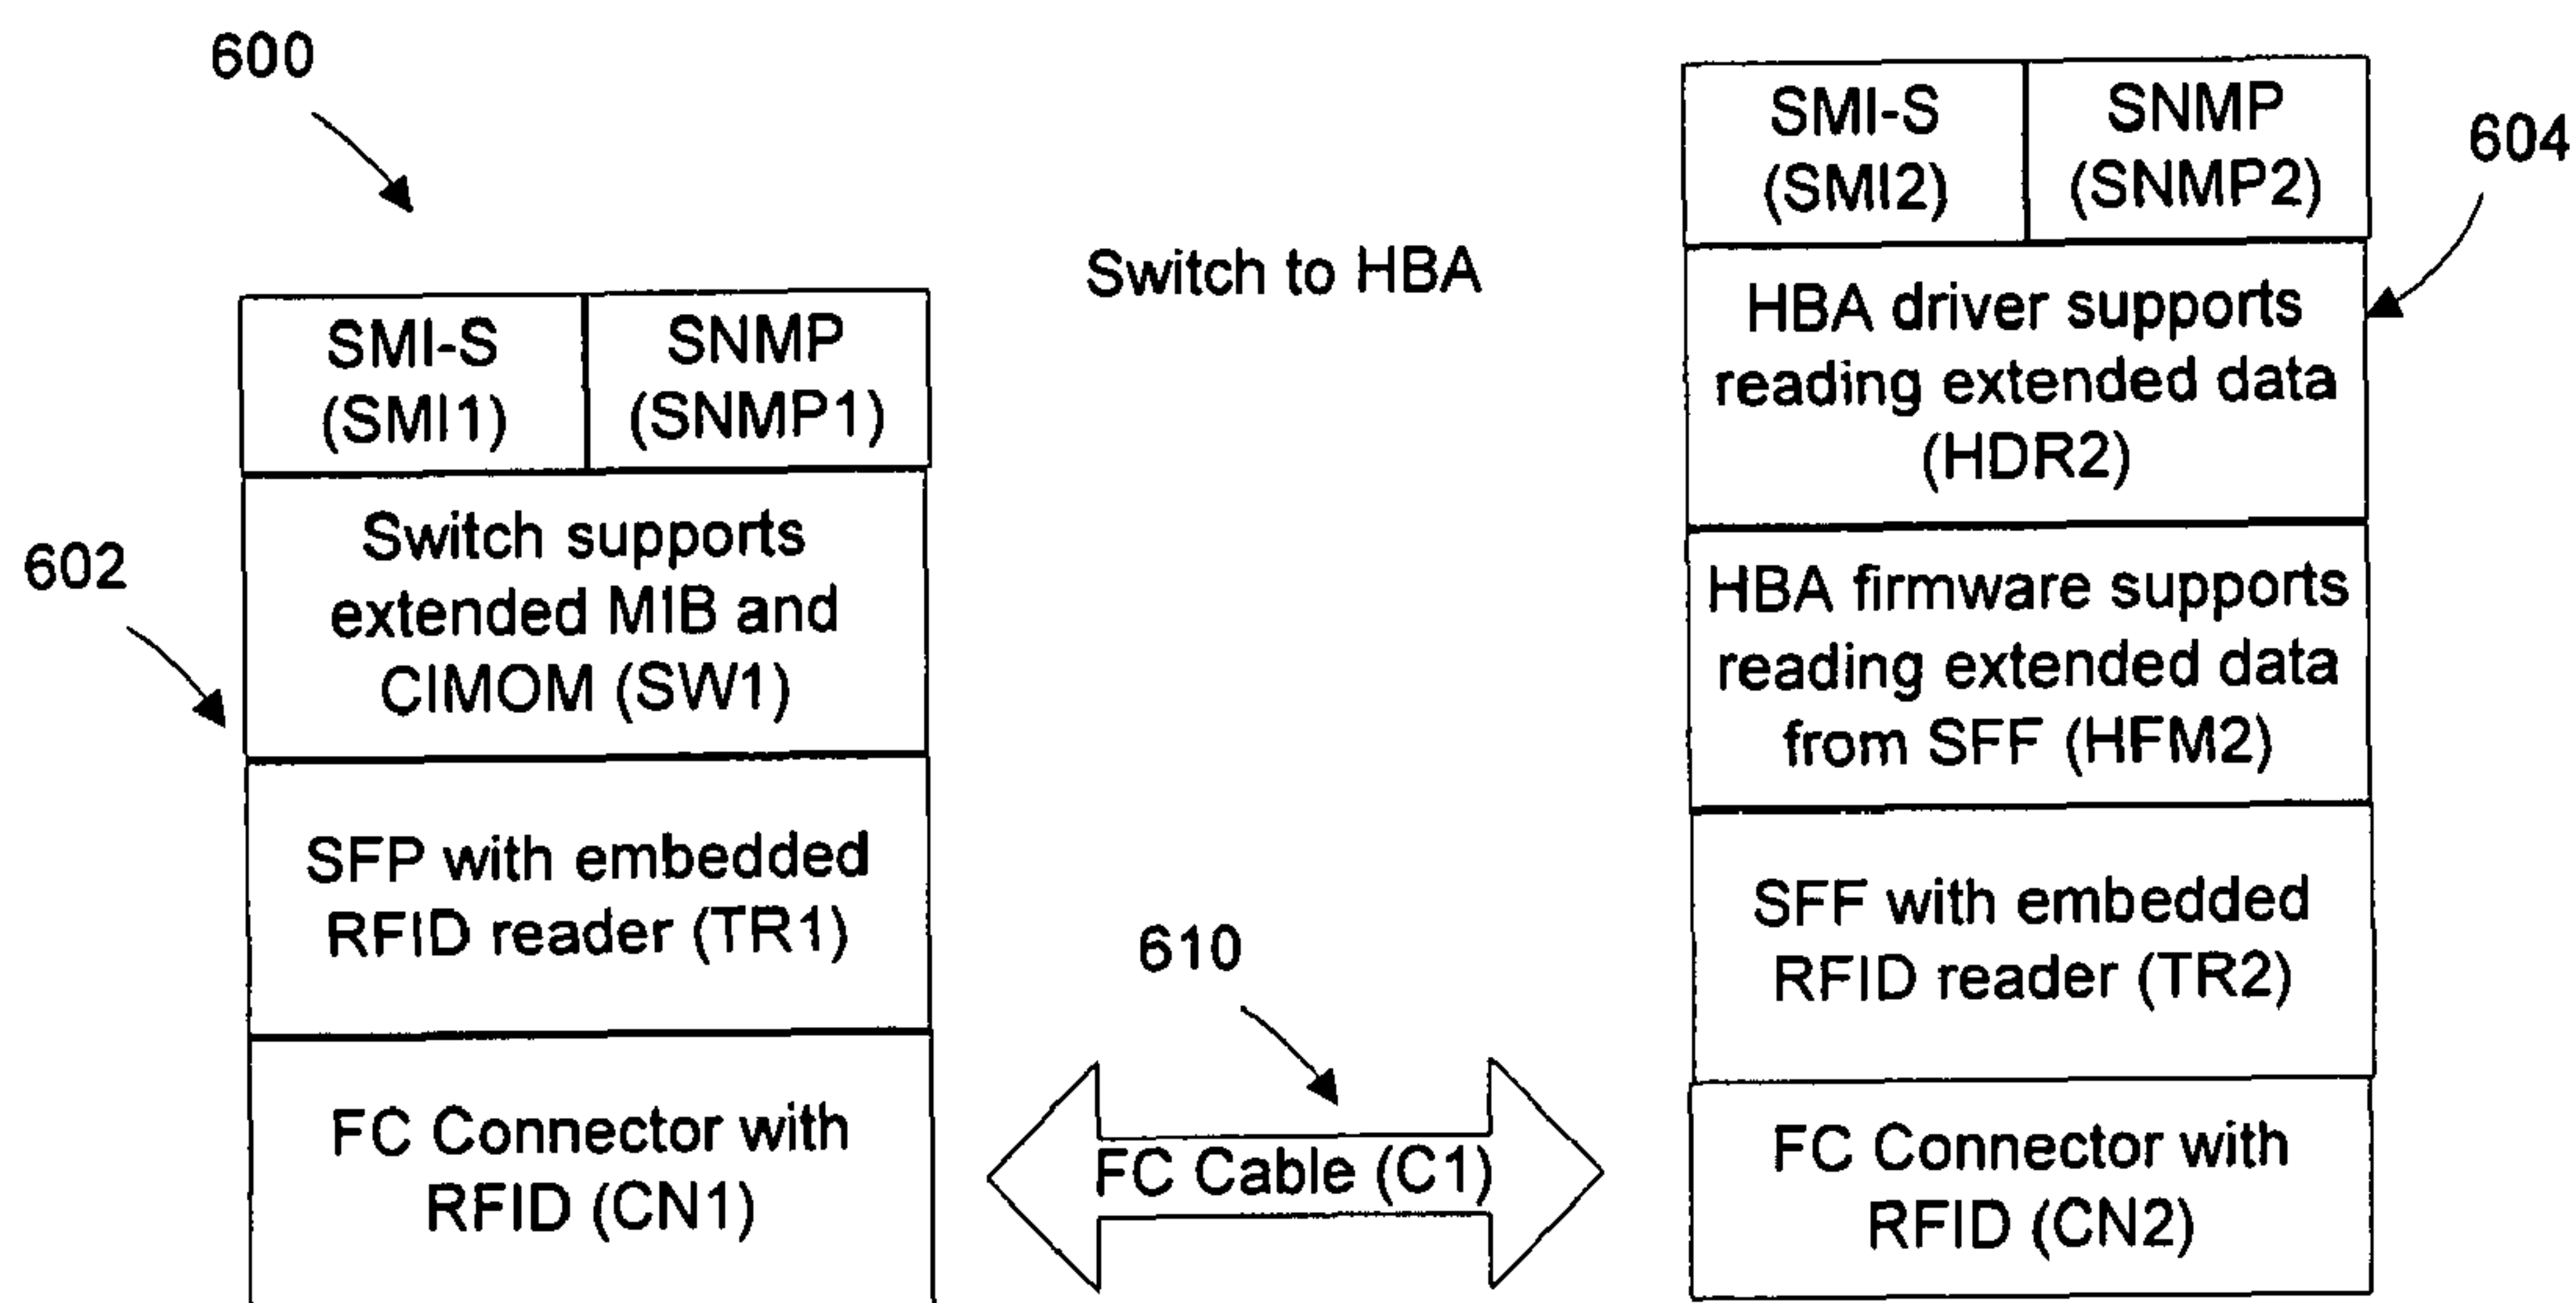 600
SMI-S
(SMI1)
SNMP
(SNMP1)
Switch supports
extended MIB and
CIMOM (SW1)
602
SFP with embedded
RFID reader (TR1)
FC Connector with
RFID (CN1)
Switch to HBA
610
FC Cable (C1)
SMI-S
(SMI2)
SNMP
(SNMP2)
604
HBA driver supports
reading extended data
(HDR2)
HBA firmware supports
reading extended data
from SFF (HFM2)
SFF with embedded
RFID reader (TR2)
FC Connector with
RFID (CN2)